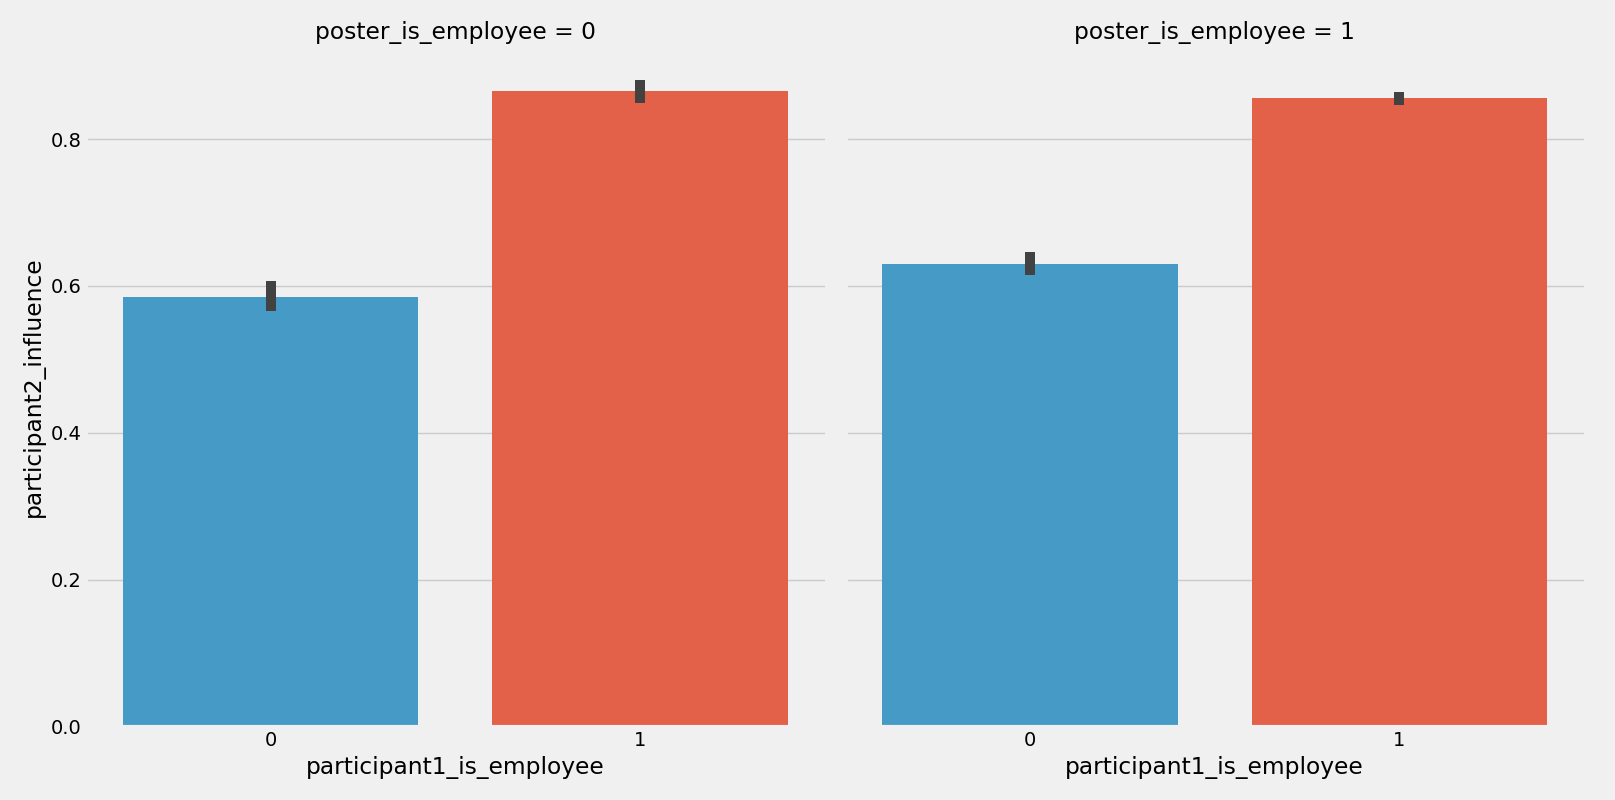 poster_is_employee = 0
poster_is_employee = 1
participant2_influence
0.8
0.6
0.4
0.2
0.0
0 1
0 1
participant1_is_employee
participant1_is_employee